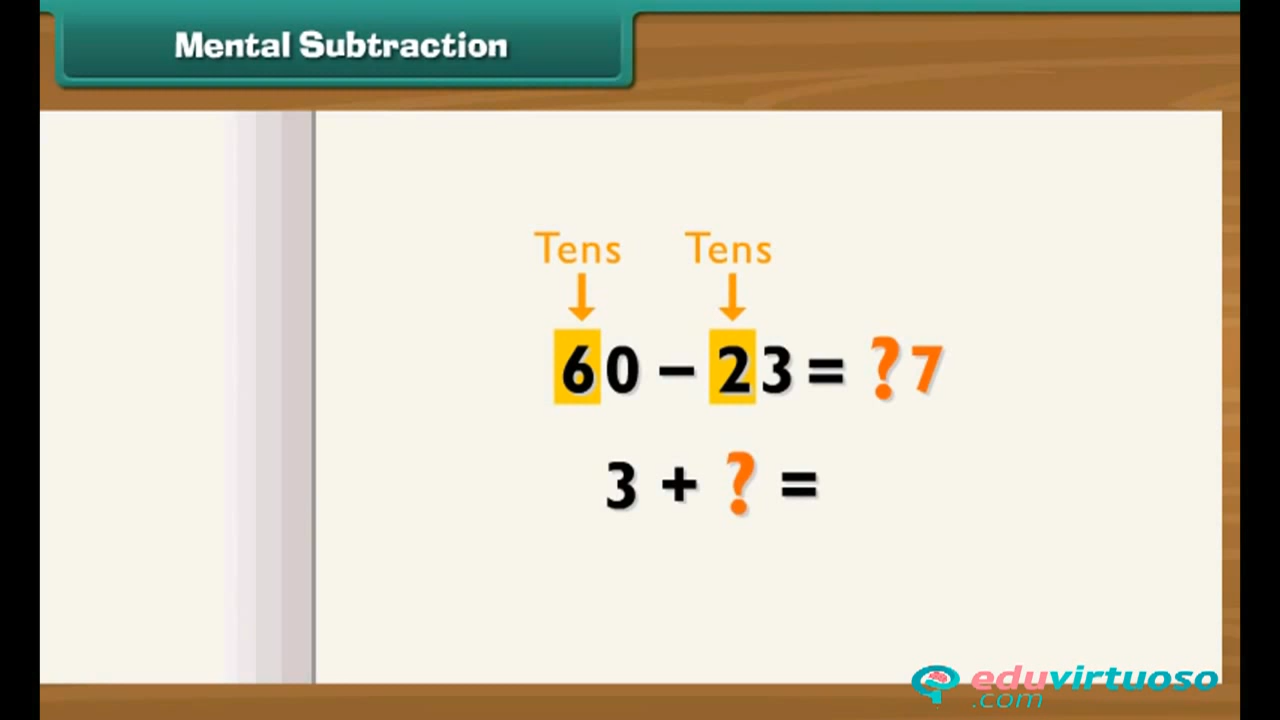 Mental Subtraction
Tens Tens
60 – 23 = ?7
3 + ? =
eduvirtuoso
.com